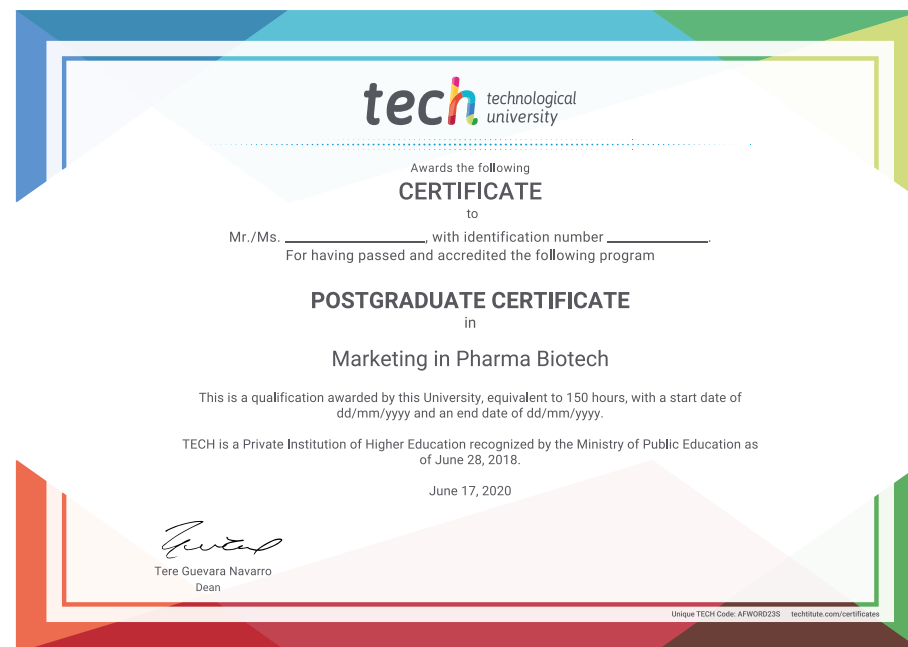 tech technological
university
Awards the following
CERTIFICATE
to
Mr./Ms. ____________________, with identification number ______________.
For having passed and accredited the following program
POSTGRADUATE CERTIFICATE
in
Marketing in Pharma Biotech
This is a qualification awarded by this University, equivalent to 150 hours, with a start date of
dd/mm/yyyy and an end date of dd/mm/yyyy.
TECH is a Private Institution of Higher Education recognized by the Ministry of Public Education as
of June 28, 2018.
June 17, 2020
Tere Guevara Navarro
Dean
Unique TECH Code: AFWORD23S techtitute.com/certificates